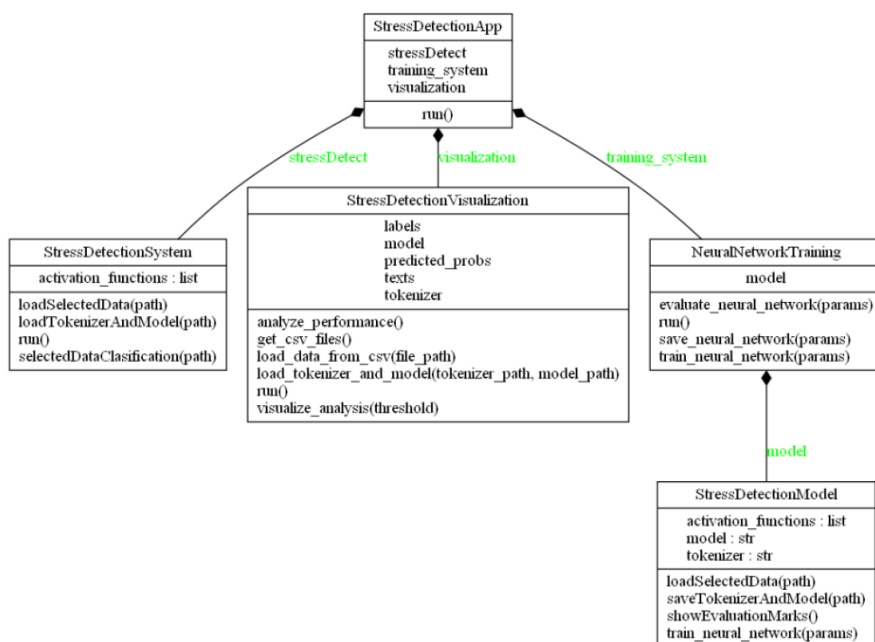 StressDetectionApp
stressDetect
training_system
visualization
run()
stressDetect
visualization
training_system
StressDetectionSystem
activation_functions : list
loadSelectedData(path)
loadTokenizerAndModel(path)
run()
selectedDataClasification(path)
StressDetectionVisualization
labels
model
predicted_probs
texts
tokenizer
analyze_performance()
get_csv_files()
load_data_from_csv(file_path)
load_tokenizer_and_model(tokenizer_path, model_path)
run()
visualize_analysis(threshold)
NeuralNetworkTraining
model
evaluate_neural_network(params)
run()
save_neural_network(params)
train_neural_network(params)
model
StressDetectionModel
activation_functions : list
model : str
tokenizer : str
loadSelectedData(path)
saveTokenizerAndModel(path)
showEvaluationMarks()
train_neural_network(params)